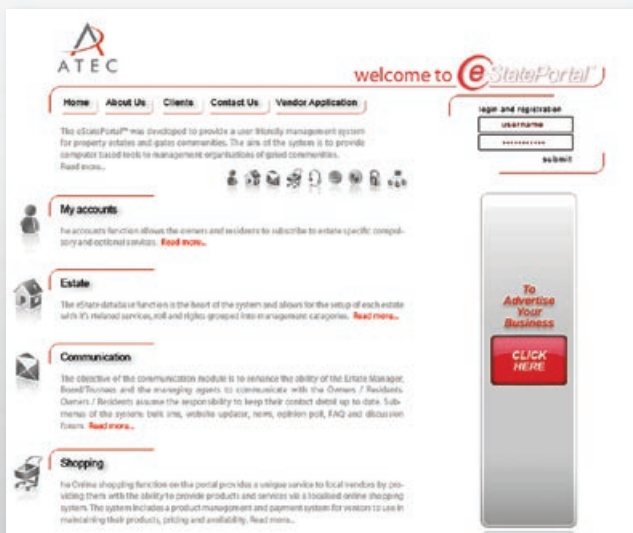 ATEC
welcome to eStatePortal™
Home About Us Clients Contact Us Vendor Application
login and registration
username
submit
The eStatePortal™ was developed to provide a user friendly management system
for property estates and gates communities. The aim of the system is to provide
computer based tools to management organisations of gated communities.
Read more...
My accounts
he accounts function allows the owners and residents to subscribe to estate specific compul-
sory and optional services. Read more...
Estate
The eState database function is the heart of the system and allows for the setup of each estate
with it's related services, roll and rights grouped into management catagories. Read more...
Communication
The objective of the communication module is to enhance the ability of the Estate Manager,
Board/Trustees and the managing agents to communicate with the Owners / Residents.
Owners / Residents assume the responsibility to keep their contact detail up to date. Sub-
menus of the system: bulk sms, website updater, news, opinion poll, FAQ and discussion
forum. Read more...
Shopping
he Online shopping function on the portal provides a unique service to local vendors by pro-
viding them with the ability to provide products and services via a localised online shopping
system. The system includes a product management and payment system for vendors to use in
maintaining their products, pricing and availability. Read more...
To
Advertise
Your
Business
CLICK
HERE